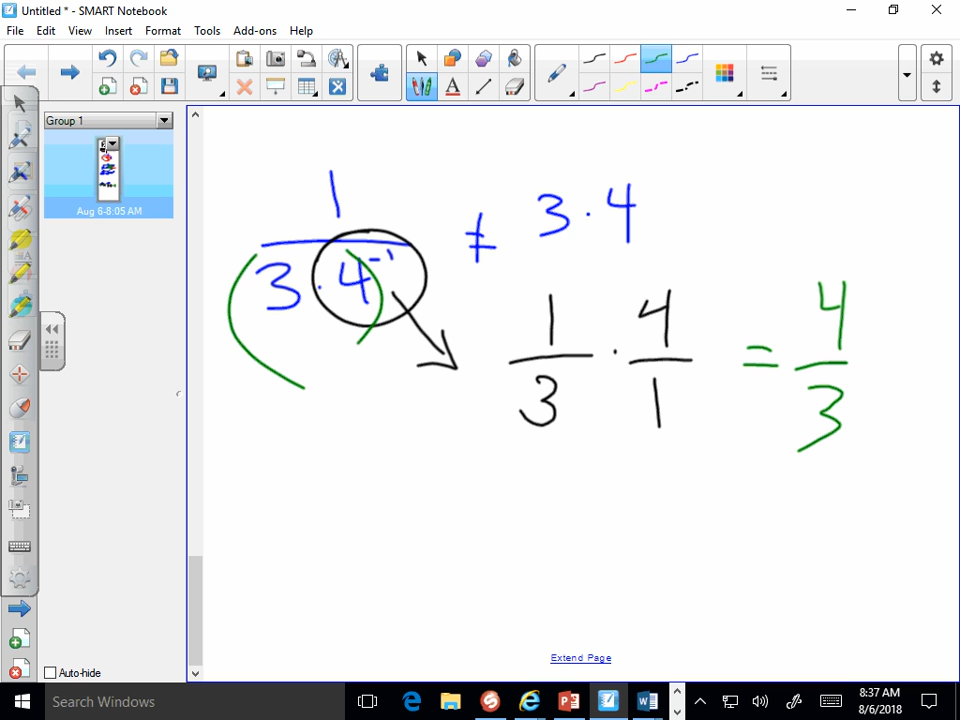 Untitled * - SMART Notebook
File Edit View Insert Format Tools Add-ons Help
Group 1
Aug 6-8:05 AM
1
3 · 4⁻¹
≠ 3 · 4
1 · 4 = 4
3 1 3
Extend Page
Auto-hide
Search Windows
8:37 AM
8/6/2018